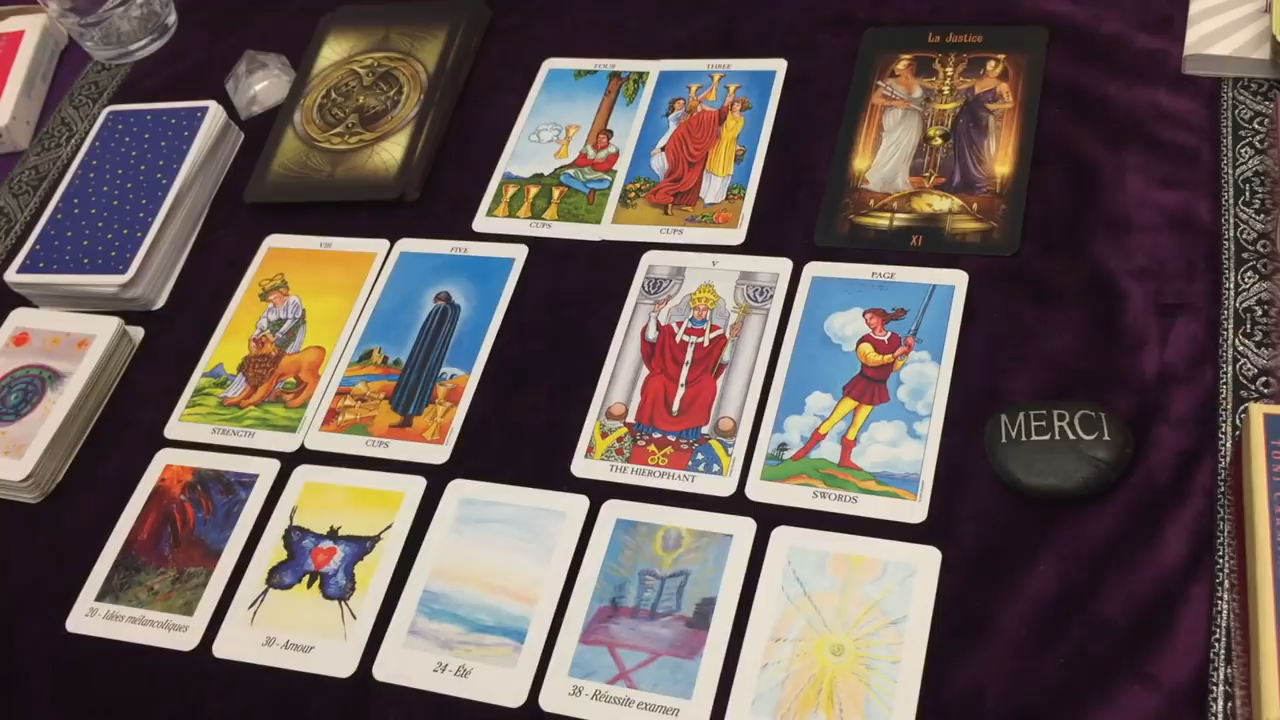 La Justice
XI
FOUR
CUPS
THREE
CUPS
VIII
STRENGTH
FIVE
CUPS
V
THE HIEROPHANT
PAGE
SWORDS
MERCI
20 - Idées mélancoliques
30 - Amour
24 - Été
38 - Réussite examen